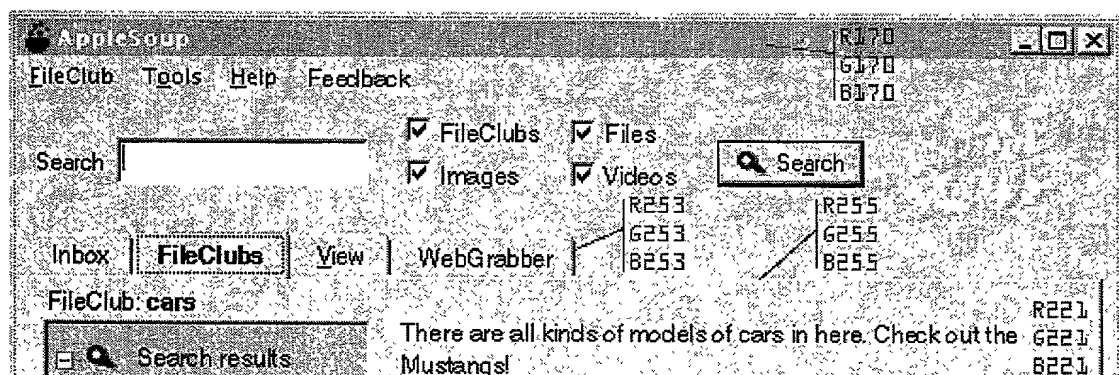 AppleSoup
R170
G170
B170
FileClub Tools Help Feedback
Search
FileClubs Files
Images Videos
Search
R253
G253
B253
R255
G255
B255
Inbox FileClubs View WebGrabber
FileClub: cars
Search results
There are all kinds of models of cars in here. Check out the
Mustangs!
R221
G221
B221